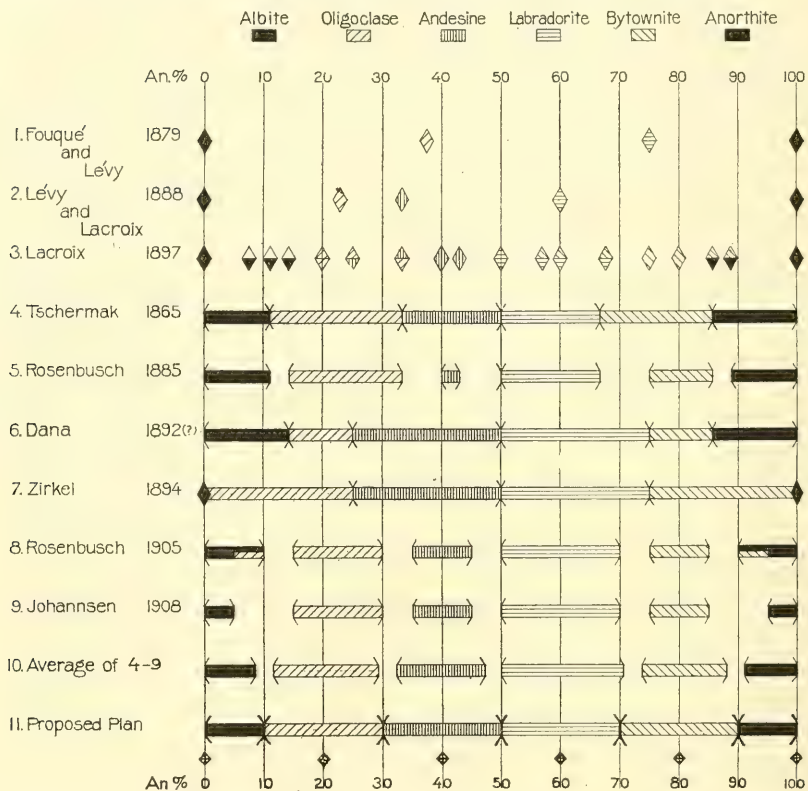 Albite Oligoclase Andesine Labradorite Bytownite Anorthite
An.% 0 10 20 30 40 50 60 70 80 90 100
1. Fouqué 1879
and
Lévy
2. Lévy 1888
and
Lacroix
3. Lacroix 1897
4. Tschermak 1865
5. Rosenbusch 1885
6. Dana 1892(?)
7. Zirkel 1894
8. Rosenbusch 1905
9. Johannsen 1908
10. Average of 4-9
11. Proposed Plan
An % 0 10 20 30 40 50 60 70 80 90 100